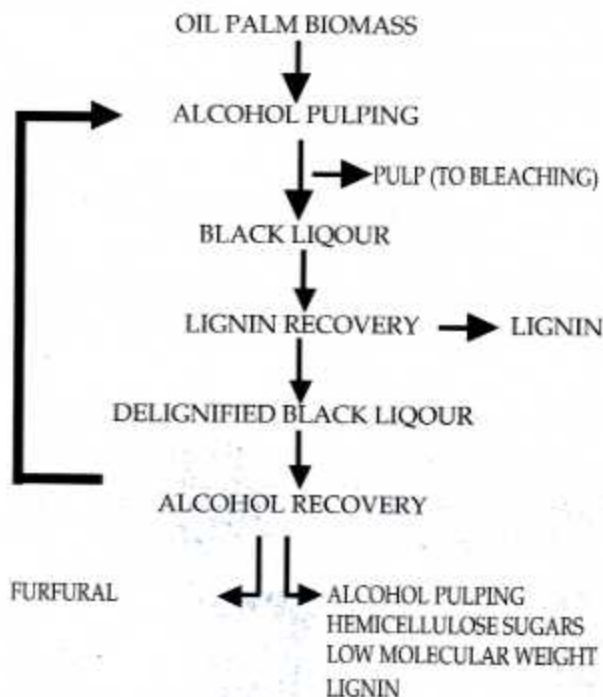 OIL PALM BIOMASS
ALCOHOL PULPING
PULP (TO BLEACHING)
BLACK LIQOUR
LIGNIN RECOVERY
LIGNIN
DELIGNIFIED BLACK LIQOUR
ALCOHOL RECOVERY
FURFURAL
ALCOHOL PULPING
HEMICELLULOSE SUGARS
LOW MOLECULAR WEIGHT
LIGNIN